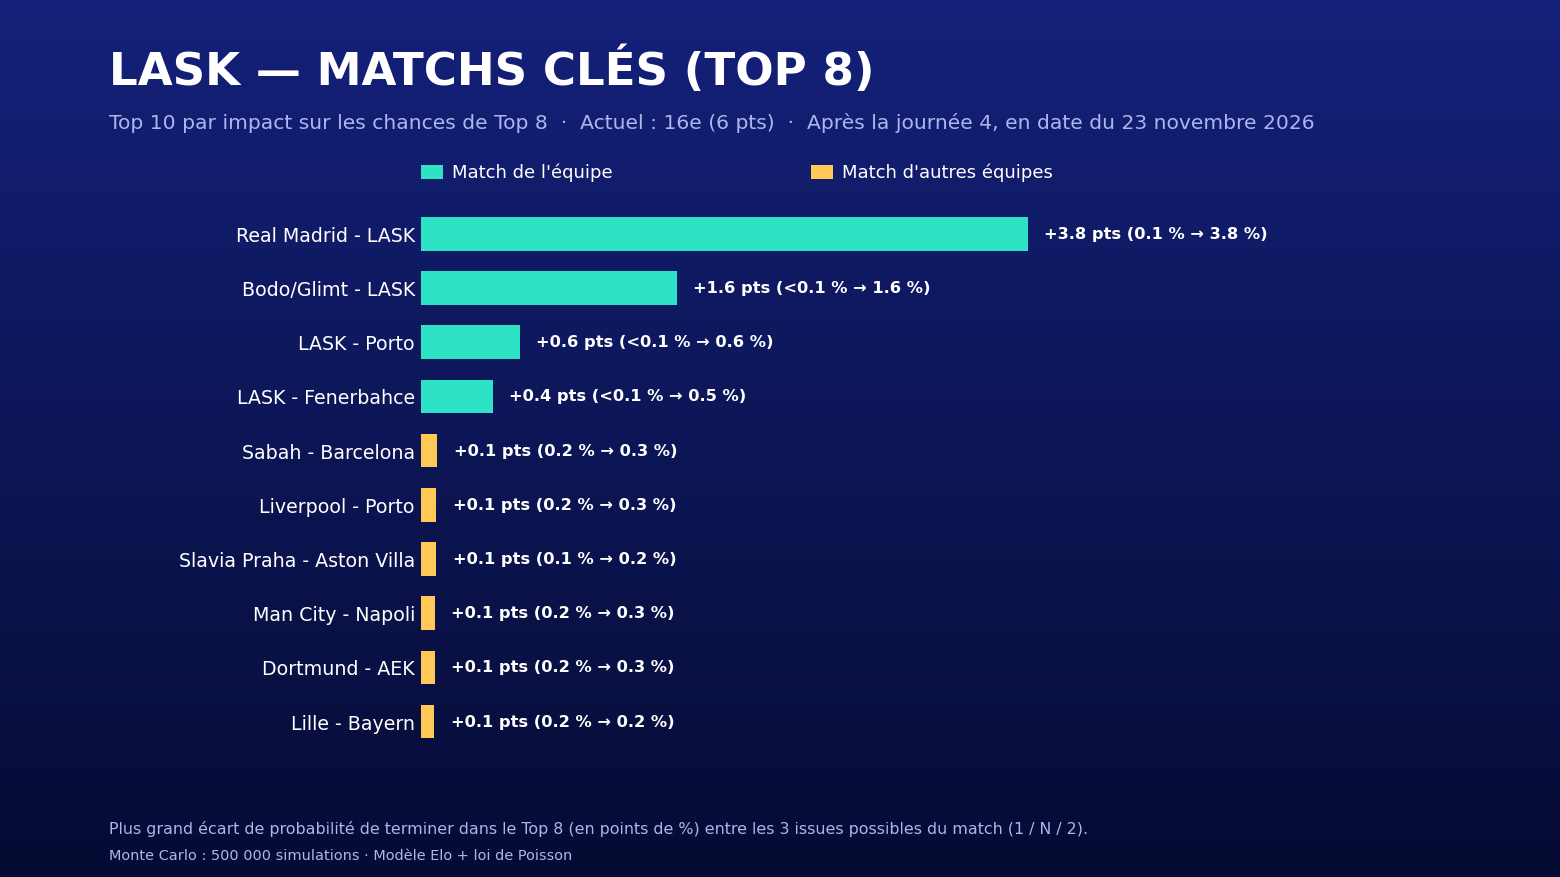 LASK — MATCHS CLÉS (TOP 8)
Top 10 par impact sur les chances de Top 8 · Actuel : 16e (6 pts) · Après la journée 4, en date du 23 novembre 2026
Match de l'équipe
Match d'autres équipes
Real Madrid - LASK +3.8 pts (0.1 % → 3.8 %)
Bodo/Glimt - LASK +1.6 pts (<0.1 % → 1.6 %)
LASK - Porto +0.6 pts (<0.1 % → 0.6 %)
LASK - Fenerbahce +0.4 pts (<0.1 % → 0.5 %)
Sabah - Barcelona +0.1 pts (0.2 % → 0.3 %)
Liverpool - Porto +0.1 pts (0.2 % → 0.3 %)
Slavia Praha - Aston Villa +0.1 pts (0.1 % → 0.2 %)
Man City - Napoli +0.1 pts (0.2 % → 0.3 %)
Dortmund - AEK +0.1 pts (0.2 % → 0.3 %)
Lille - Bayern +0.1 pts (0.2 % → 0.2 %)
Plus grand écart de probabilité de terminer dans le Top 8 (en points de %) entre les 3 issues possibles du match (1 / N / 2).
Monte Carlo : 500 000 simulations · Modèle Elo + loi de Poisson